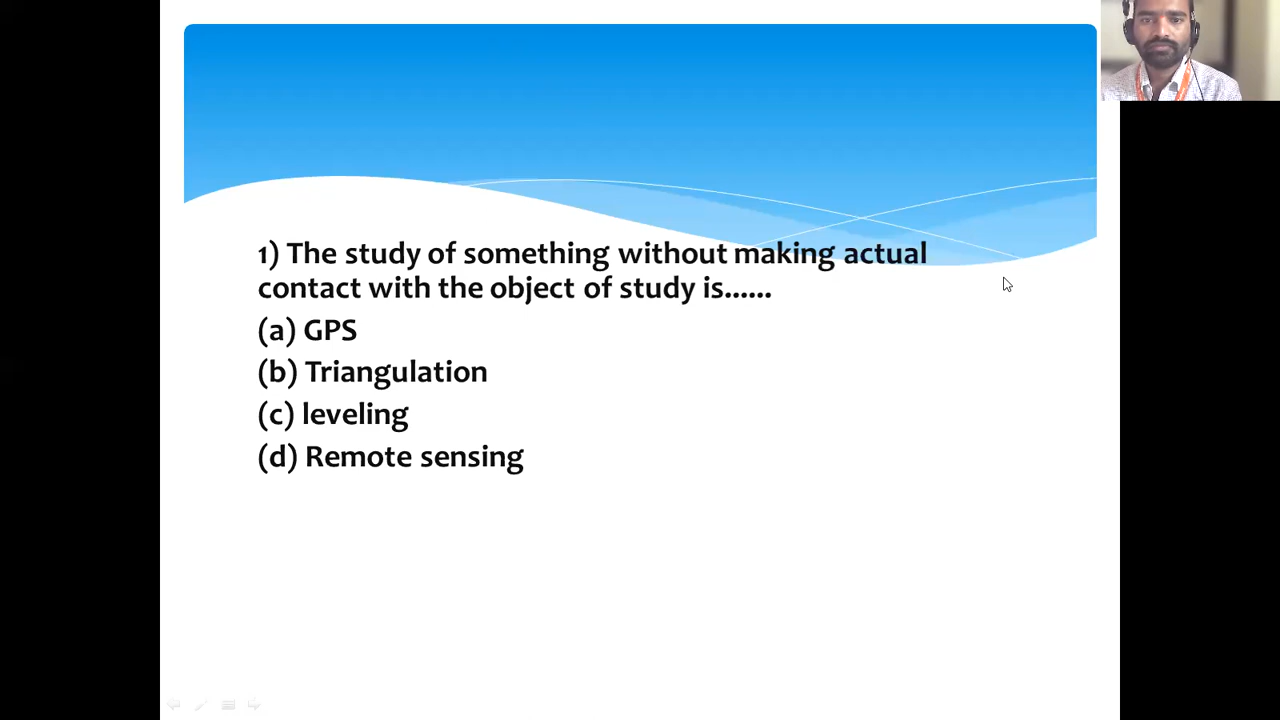 1) The study of something without making actual
contact with the object of study is......
(a) GPS
(b) Triangulation
(c) leveling
(d) Remote sensing